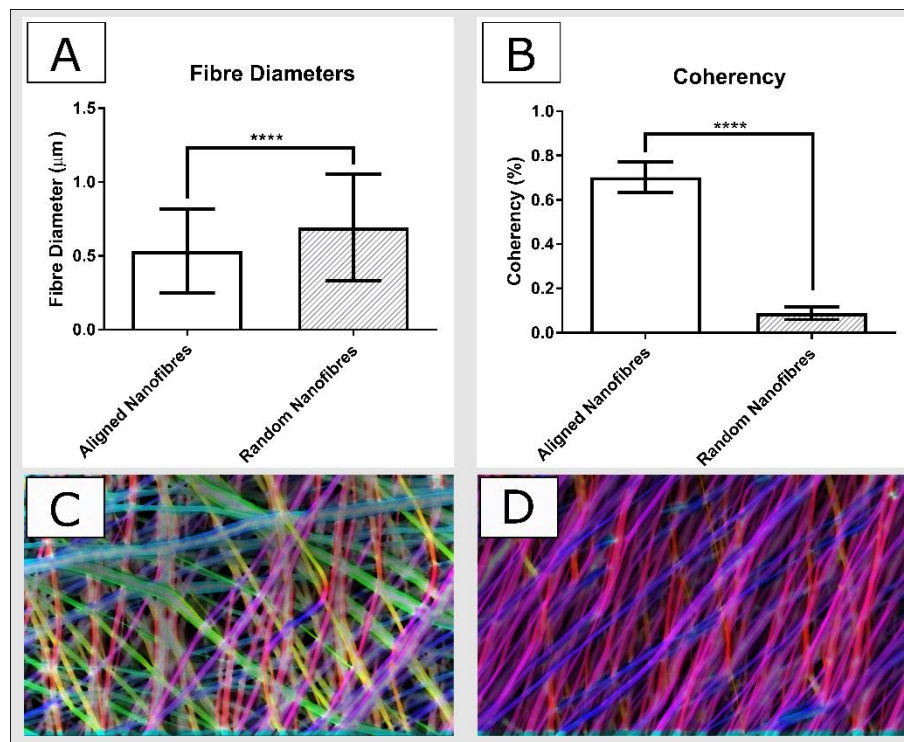 A
Fibre Diameters
Fibre Diameter (μm)
1.5
1.0
0.5
0.0
****
Aligned Nanofibres
Random Nanofibres
B
Coherency
Coherency (%)
1.0
0.8
0.6
0.4
0.2
0.0
****
Aligned Nanofibres
Random Nanofibres
C
D